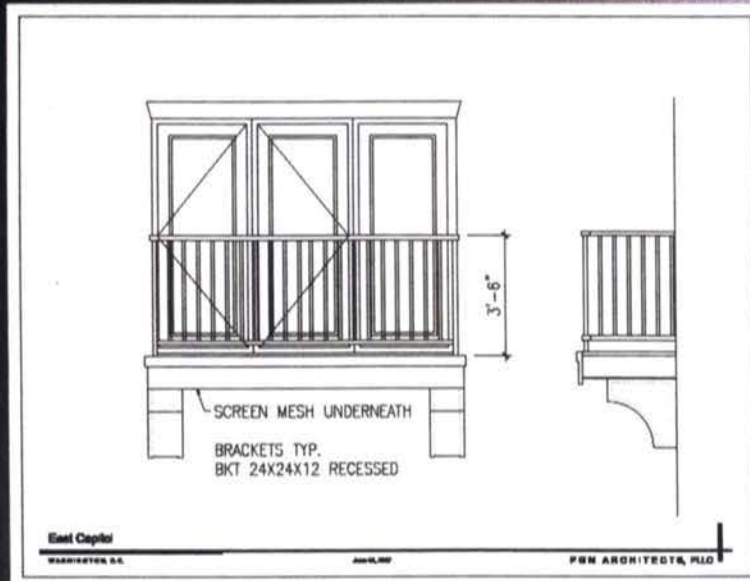 3'-6"
SCREEN MESH UNDERNEATH
BRACKETS TYP.
BKT 24X24X12 RECESSED
East Capitol
WASHINGTON, D.C.
PGN ARCHITECTS, PLLC